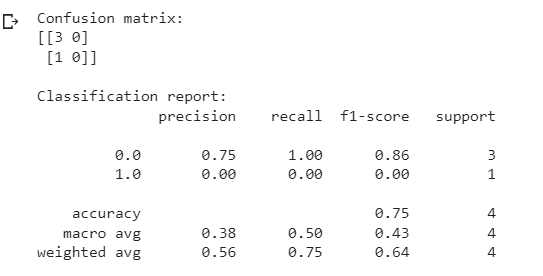 Confusion matrix:
[[3 0]
 [1 0]]
Classification report:
precision recall f1-score support
0.0 0.75 1.00 0.86 3
1.0 0.00 0.00 0.00 1
accuracy 0.75 4
macro avg 0.38 0.50 0.43 4
weighted avg 0.56 0.75 0.64 4